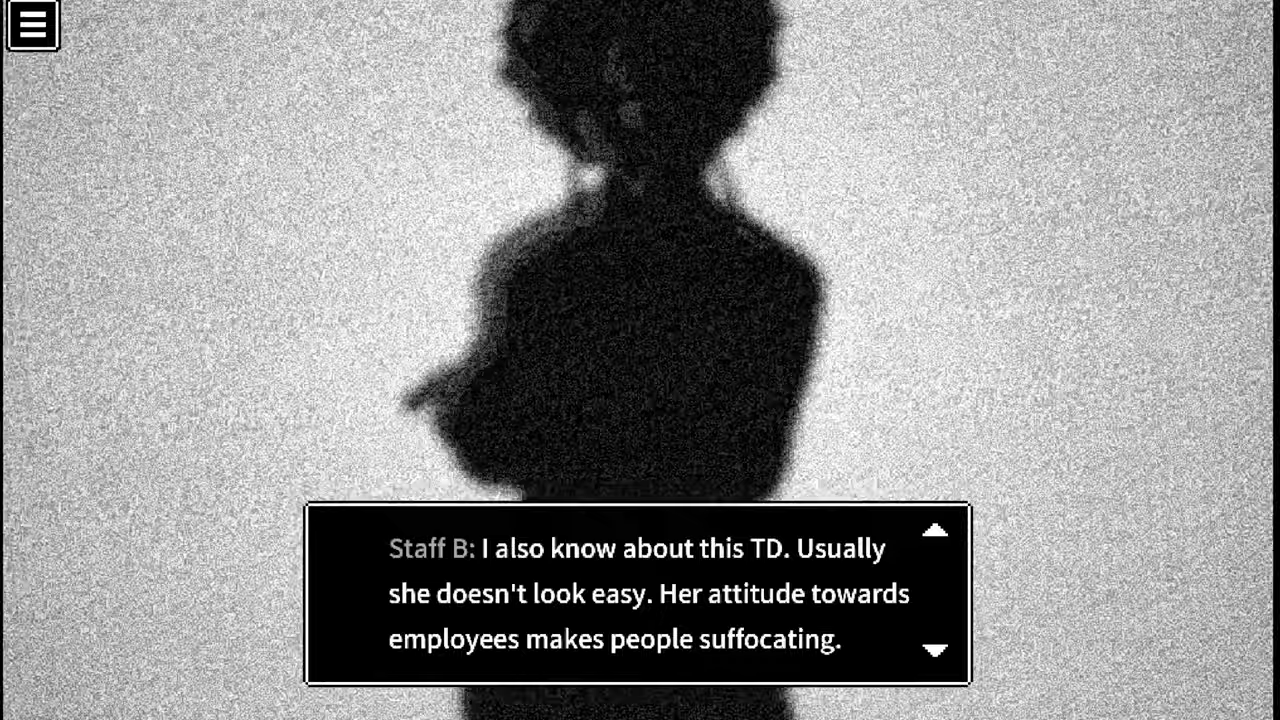 Staff B: I also know about this TD. Usually
she doesn't look easy. Her attitude towards
employees makes people suffocating.